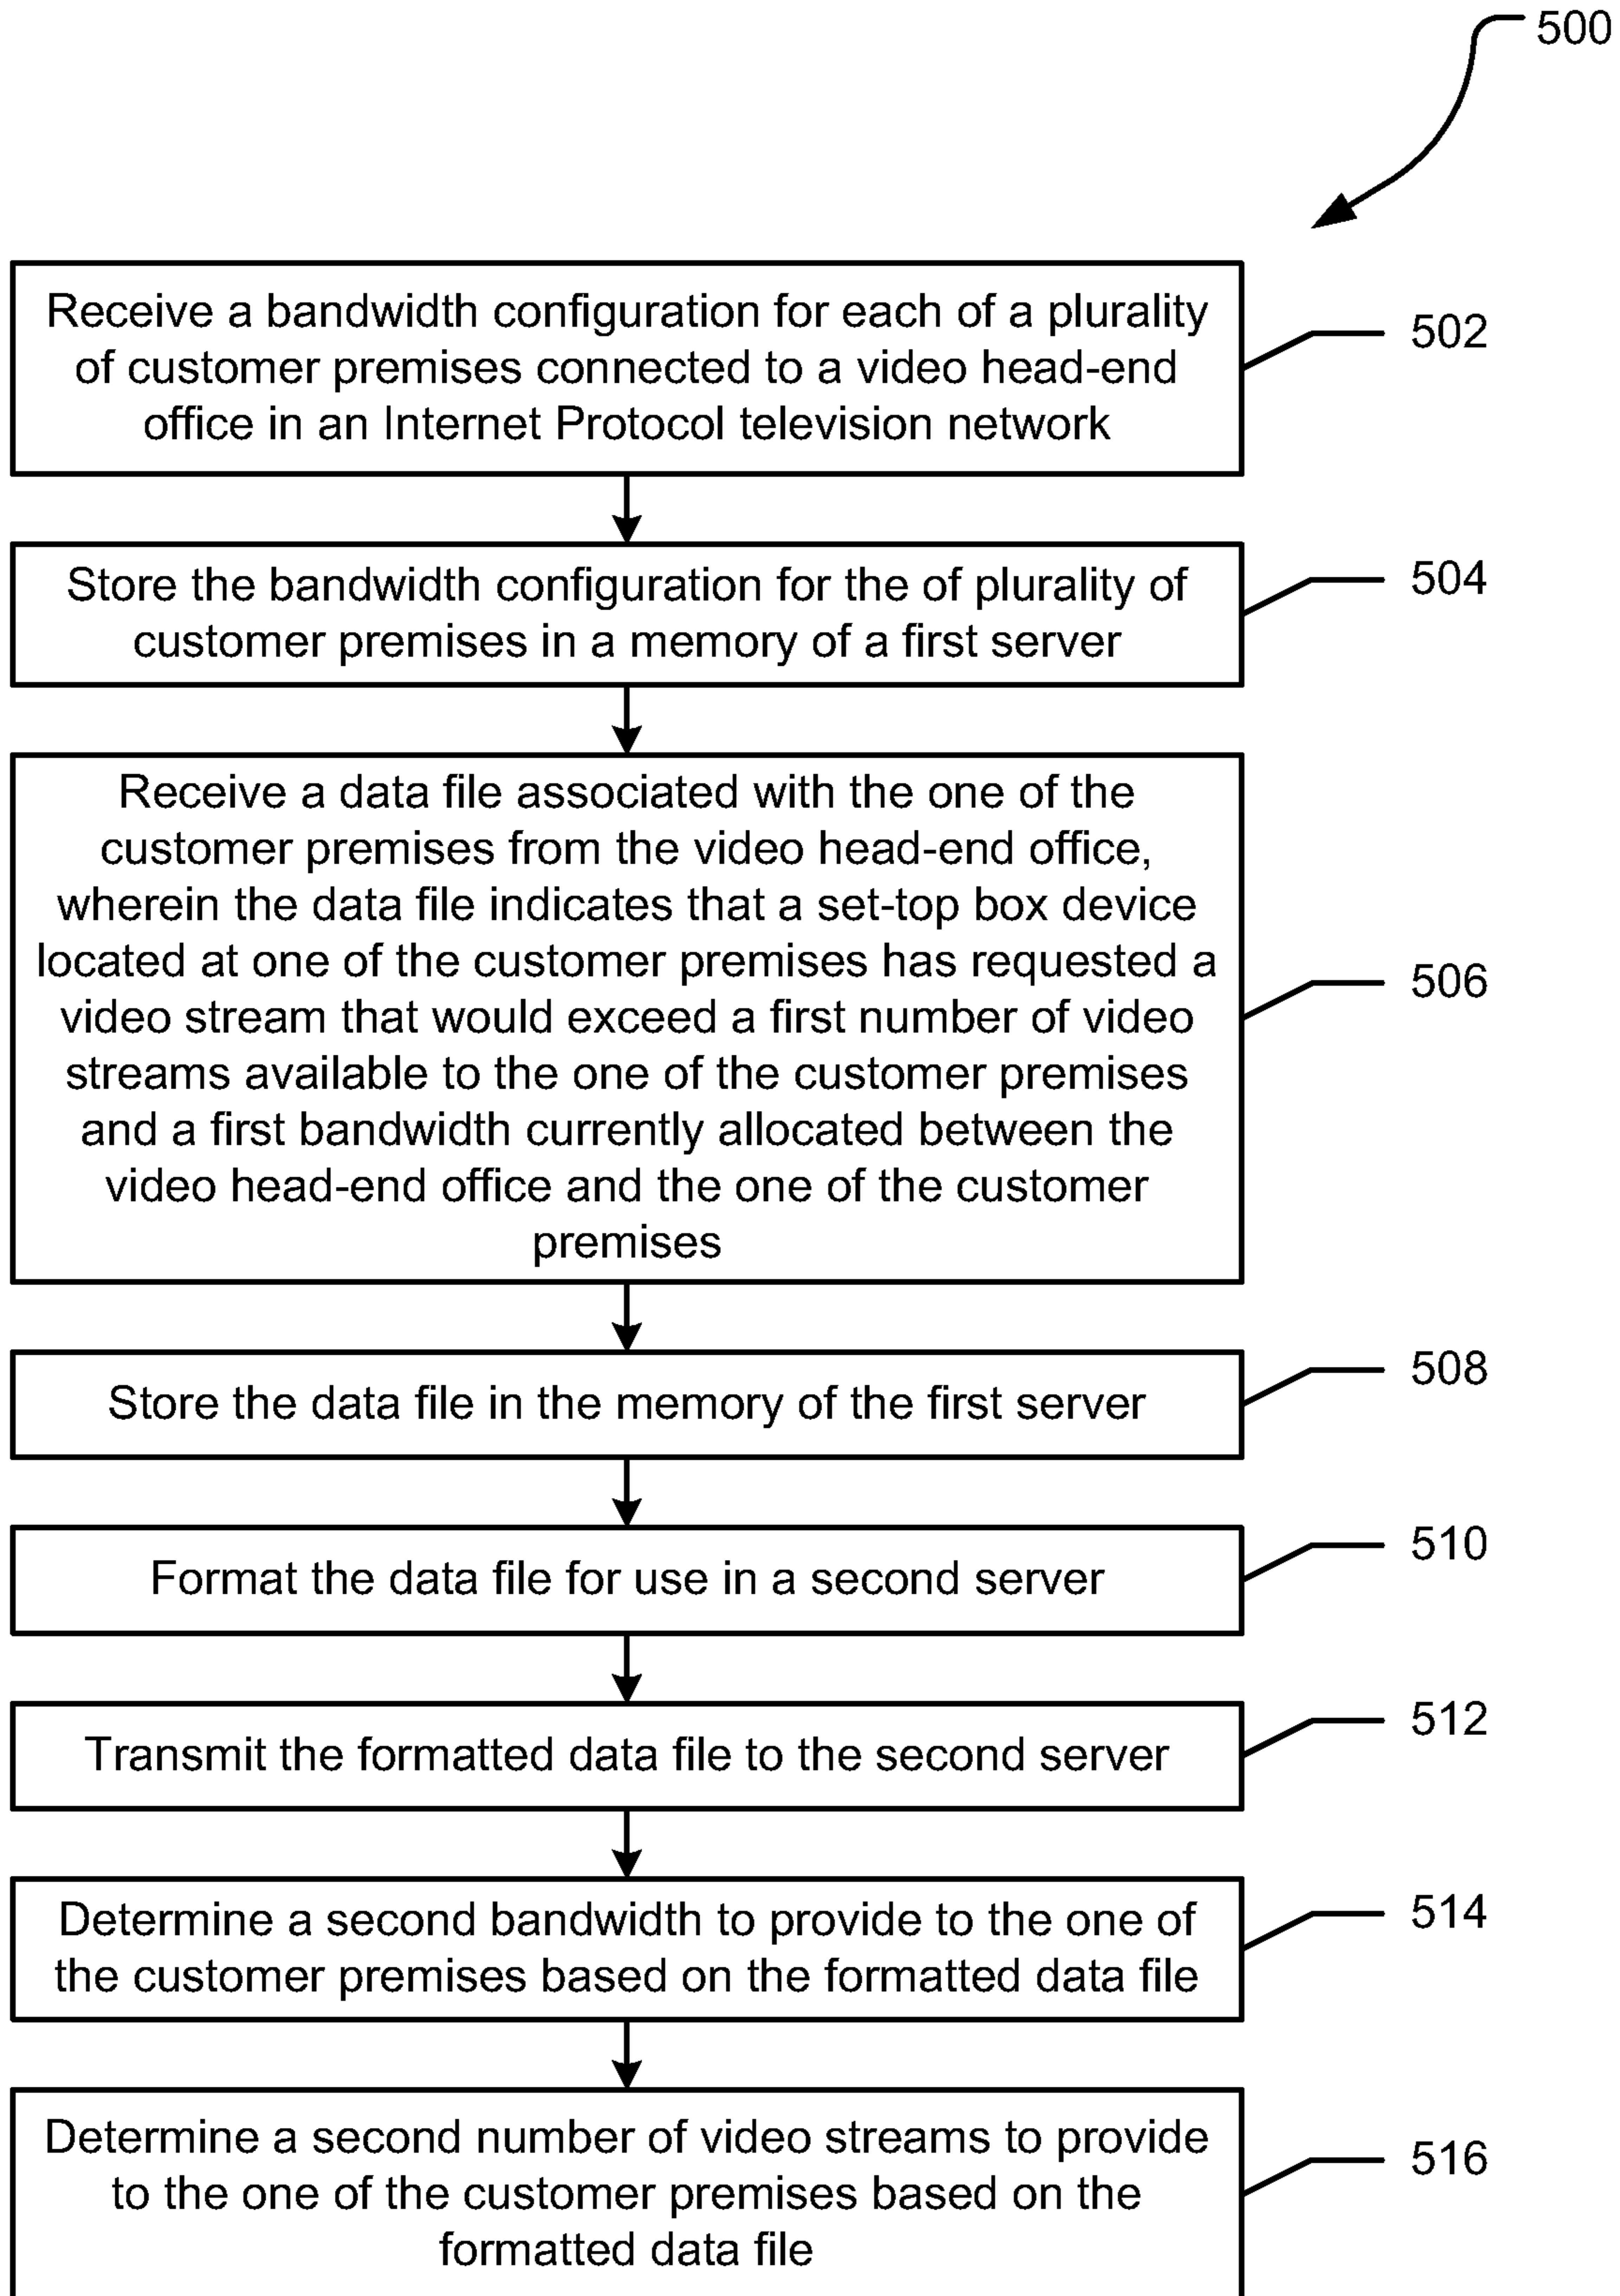 500
Receive a bandwidth configuration for each of a plurality
of customer premises connected to a video head-end
office in an Internet Protocol television network
502
Store the bandwidth configuration for the of plurality of
customer premises in a memory of a first server
504
Receive a data file associated with the one of the
customer premises from the video head-end office,
wherein the data file indicates that a set-top box device
located at one of the customer premises has requested a
video stream that would exceed a first number of video
streams available to the one of the customer premises
and a first bandwidth currently allocated between the
video head-end office and the one of the customer
premises
506
Store the data file in the memory of the first server
508
Format the data file for use in a second server
510
Transmit the formatted data file to the second server
512
Determine a second bandwidth to provide to the one of
the customer premises based on the formatted data file
514
Determine a second number of video streams to provide
to the one of the customer premises based on the
formatted data file
516